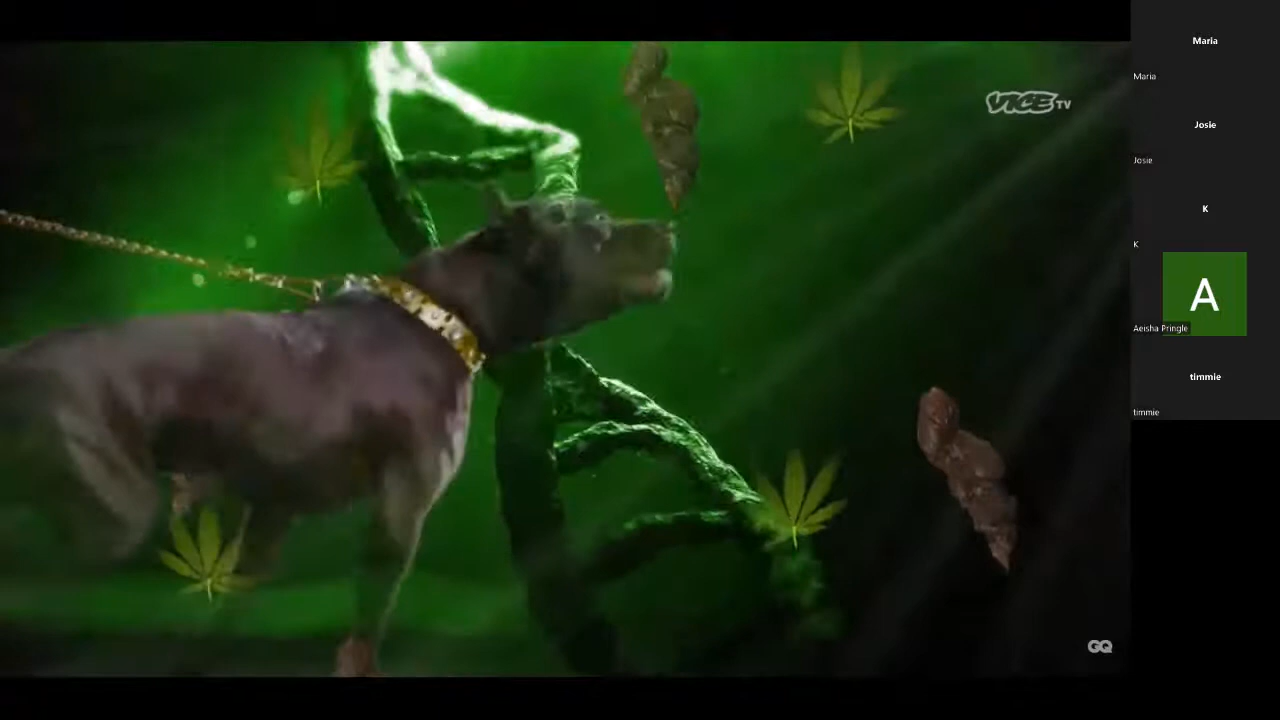 VICE TV
GQ
Maria
Maria
Josie
Josie
K
K
A
Aeisha Pringle
timmie
timmie